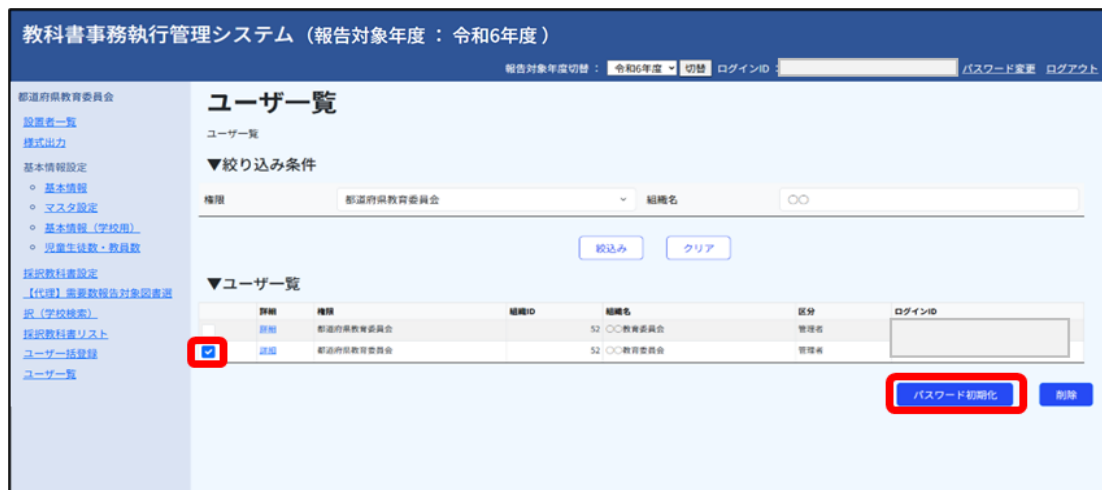 教科書事務執行管理システム（報告対象年度 ： 令和6年度 ）
報告対象年度切替 ： 令和6年度 切替 ログインID : パスワード変更 ログアウト
都道府県教育委員会
設置者一覧
様式出力
基本情報設定
基本情報
マスタ設定
基本情報（学校用）
児童生徒数・教員数
採択教科書設定
【代理】需要数報告対象図書選
択（学校検索）
採択教科書リスト
ユーザー括登録
ユーザー覧
ユーザー覧
ユーザー覧
▼絞り込み条件
権限 都道府県教育委員会 組織名 〇〇
絞込み クリア
▼ユーザー覧
詳細 権限 組織ID 組織名 区分 ログインID
詳細 都道府県教育委員会 52 〇〇教育委員会 管理者
詳細 都道府県教育委員会 52 〇〇教育委員会 管理者
パスワード初期化 削除